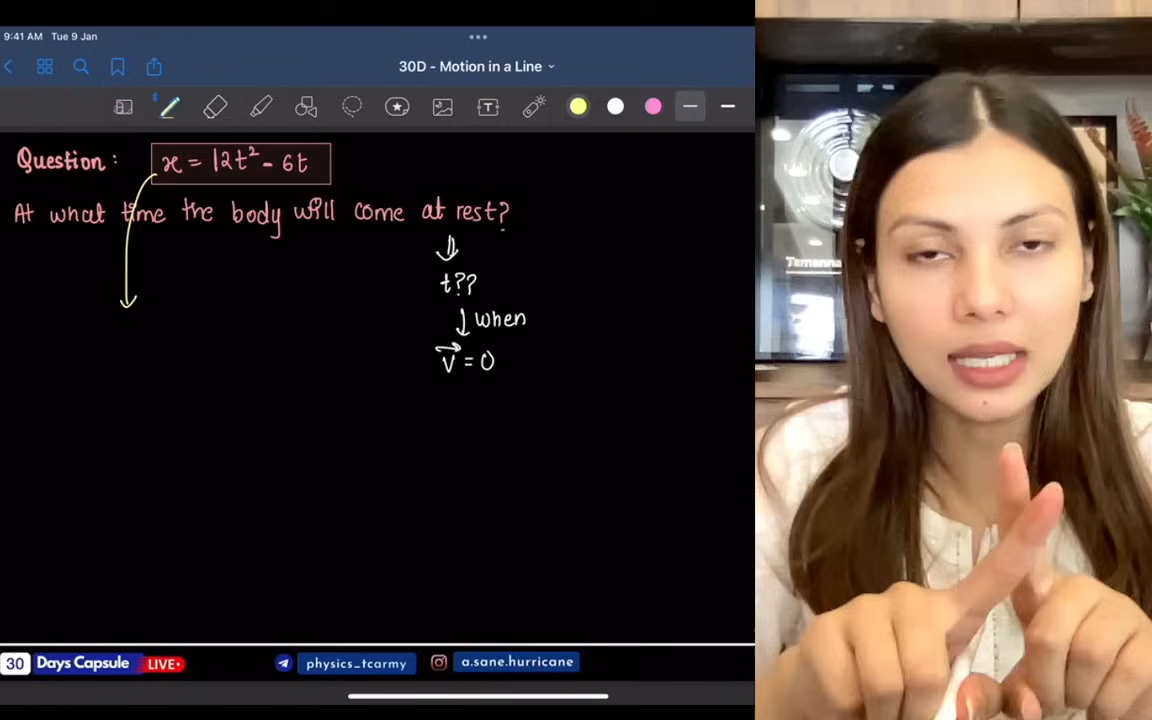 9:41 AM Tue 9 Jan
30D - Motion in a Line
Question : x = 12t² - 6t
At what time the body will come at rest?
t??
when
v⃗ = 0
Temanna
30 Days Capsule LIVE
physics_tcarmy
a.sane.hurricane